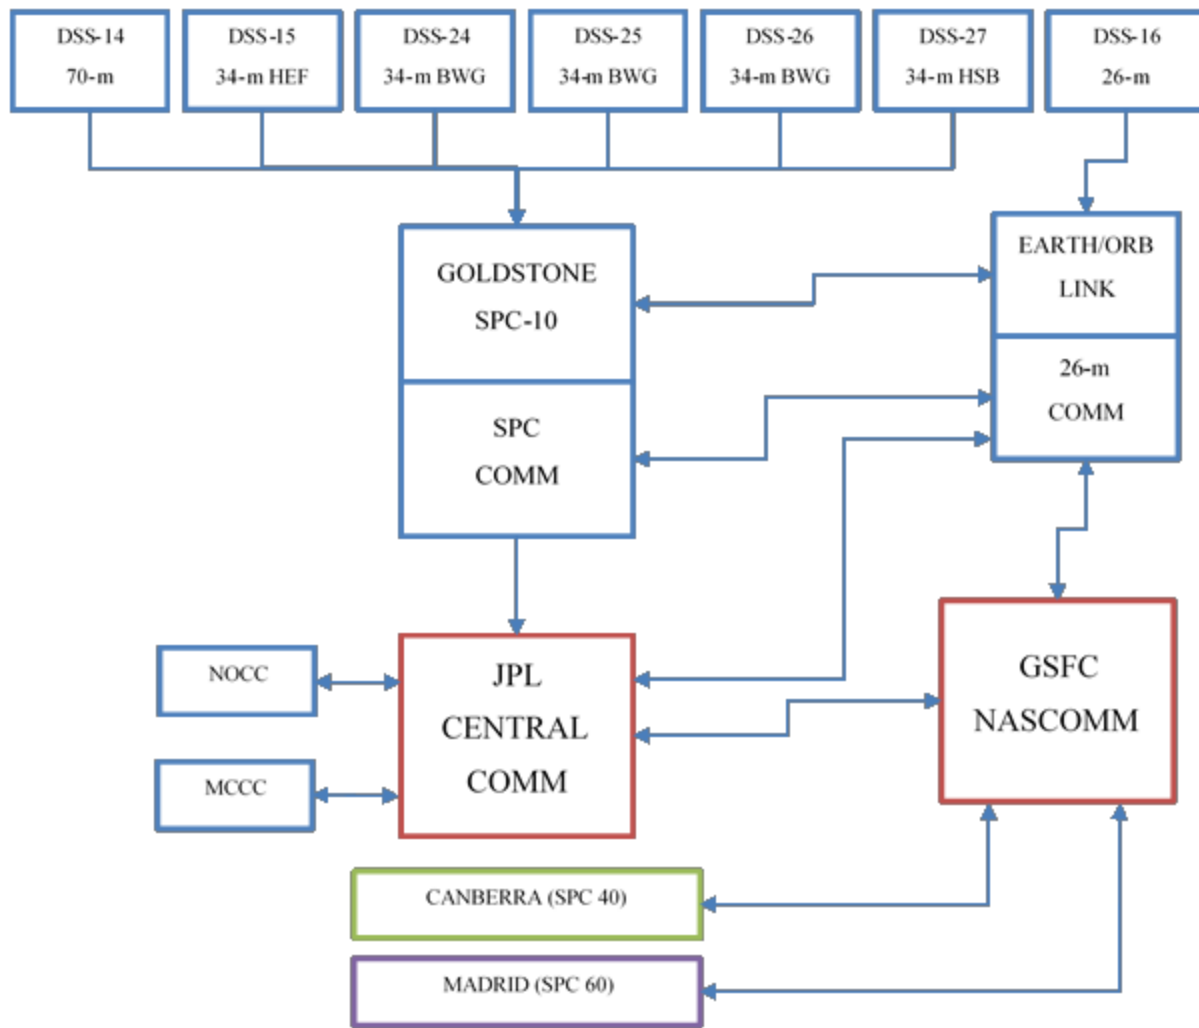 DSS-14
70-m
DSS-15
34-m HEF
DSS-24
34-m BWG
DSS-25
34-m BWG
DSS-26
34-m BWG
DSS-27
34-m HSB
DSS-16
26-m
GOLDSTONE
SPC-10
EARTH/ORB
LINK
26-m
COMM
SPC
COMM
NOCC
MCCC
JPL
CENTRAL
COMM
GSFC
NASCOMM
CANBERRA (SPC 40)
MADRID (SPC 60)